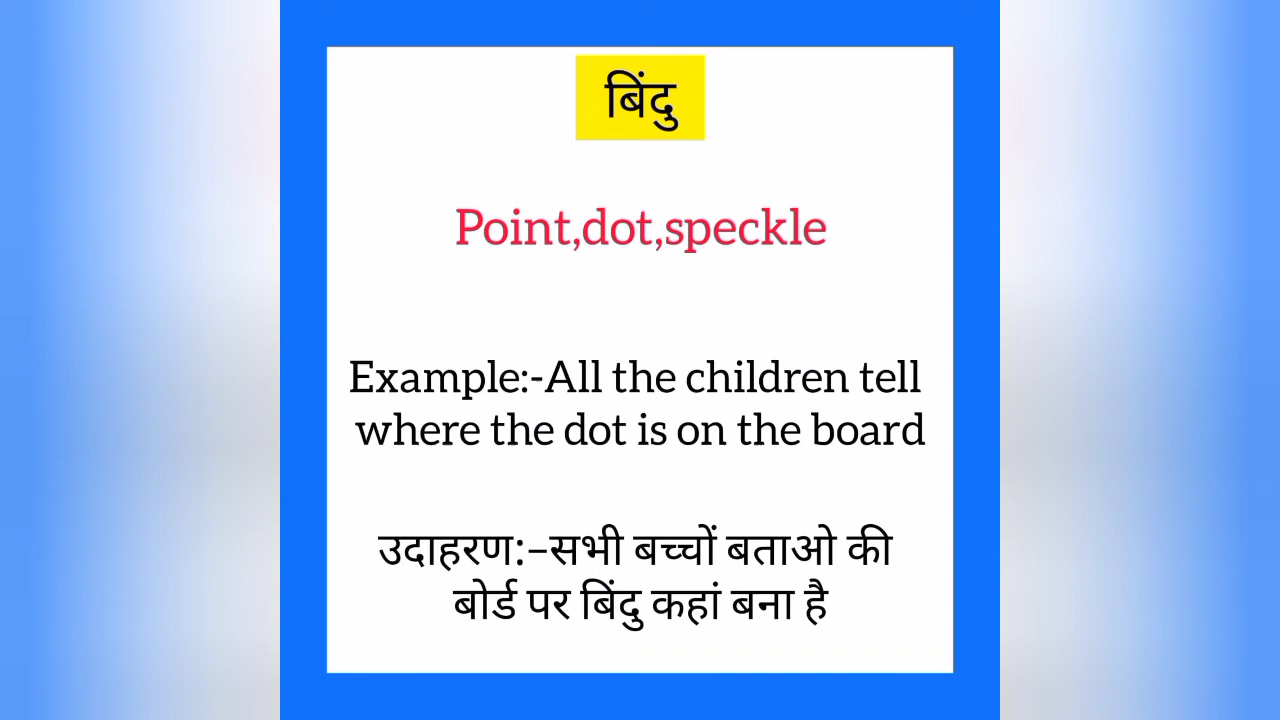 बिंदु
Point,dot,speckle
Example:-All the children tell
where the dot is on the board
उदाहरण:–सभी बच्चों बताओ की
बोर्ड पर बिंदु कहां बना है